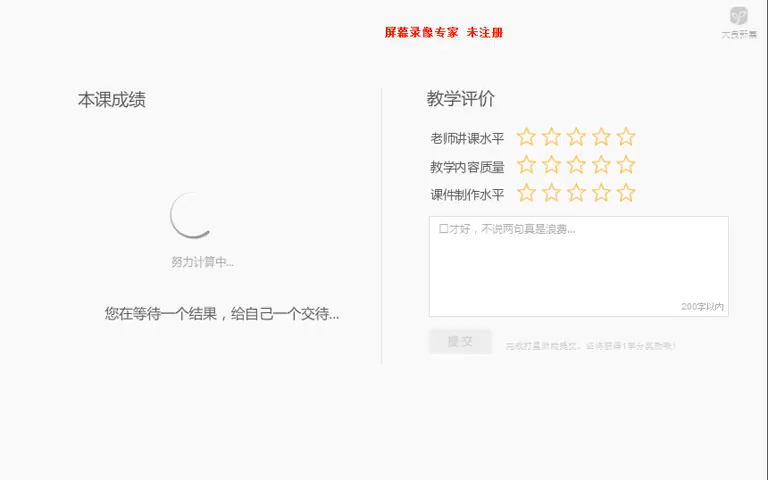 屏幕录像专家 未注册
本课成绩
努力计算中...
您在等待一个结果，给自己一个交待...
教学评价
老师讲课水平
教学内容质量
课件制作水平
口才好，不说两句真是浪费...
200字以内
提交